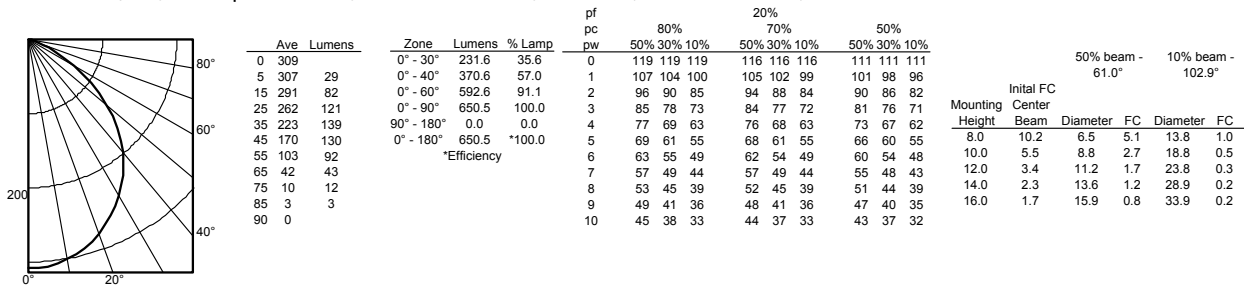 80°
60°
40°
20°
0°
200
Ave Lumens
0 309
5 307 29
15 291 82
25 262 121
35 223 139
45 170 130
55 103 92
65 42 43
75 10 12
85 3 3
90 0
Zone Lumens % Lamp
0° - 30° 231.6 35.6
0° - 40° 370.6 57.0
0° - 60° 592.6 91.1
0° - 90° 650.5 100.0
90° - 180° 0.0 0.0
0° - 180° 650.5 *100.0
*Efficiency
pf 20%
pc 80% 70% 50%
pw 50% 30% 10% 50% 30% 10% 50% 30% 10%
0 119 119 119 116 116 116 111 111 111
1 107 104 100 105 102 99 101 98 96
2 96 90 85 94 88 84 90 86 82
3 85 78 73 84 77 72 81 76 71
4 77 69 63 76 68 63 73 67 62
5 69 61 55 68 61 55 66 60 55
6 63 55 49 62 54 49 60 54 48
7 57 49 44 57 49 44 55 48 43
8 53 45 39 52 45 39 51 44 39
9 49 41 36 48 41 36 47 40 35
10 45 38 33 44 37 33 43 37 32
50% beam - 10% beam -
61.0° 102.9°
Inital FC
Mounting Center
Height Beam Diameter FC Diameter FC
8.0 10.2 6.5 5.1 13.8 1.0
10.0 5.5 8.8 2.7 18.8 0.5
12.0 3.4 11.2 1.7 23.8 0.3
14.0 2.3 13.6 1.2 28.9 0.2
16.0 1.7 15.9 0.8 33.9 0.2